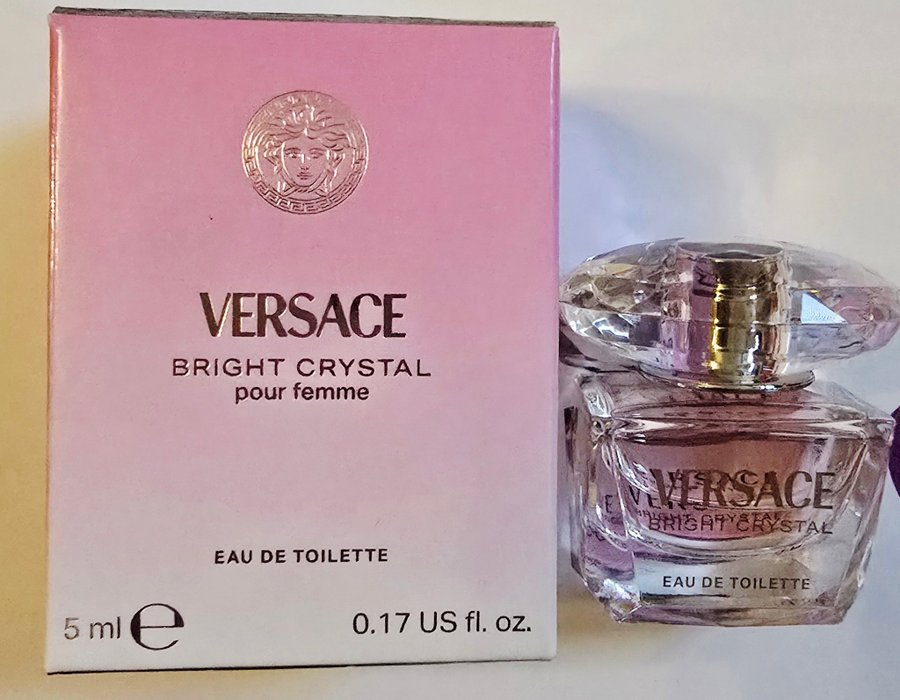 VERSACE
BRIGHT CRYSTAL
pour femme
EAU DE TOILETTE
5 ml ℮
0.17 US fl. oz.
VERSACE
BRIGHT CRYSTAL
EAU DE TOILETTE